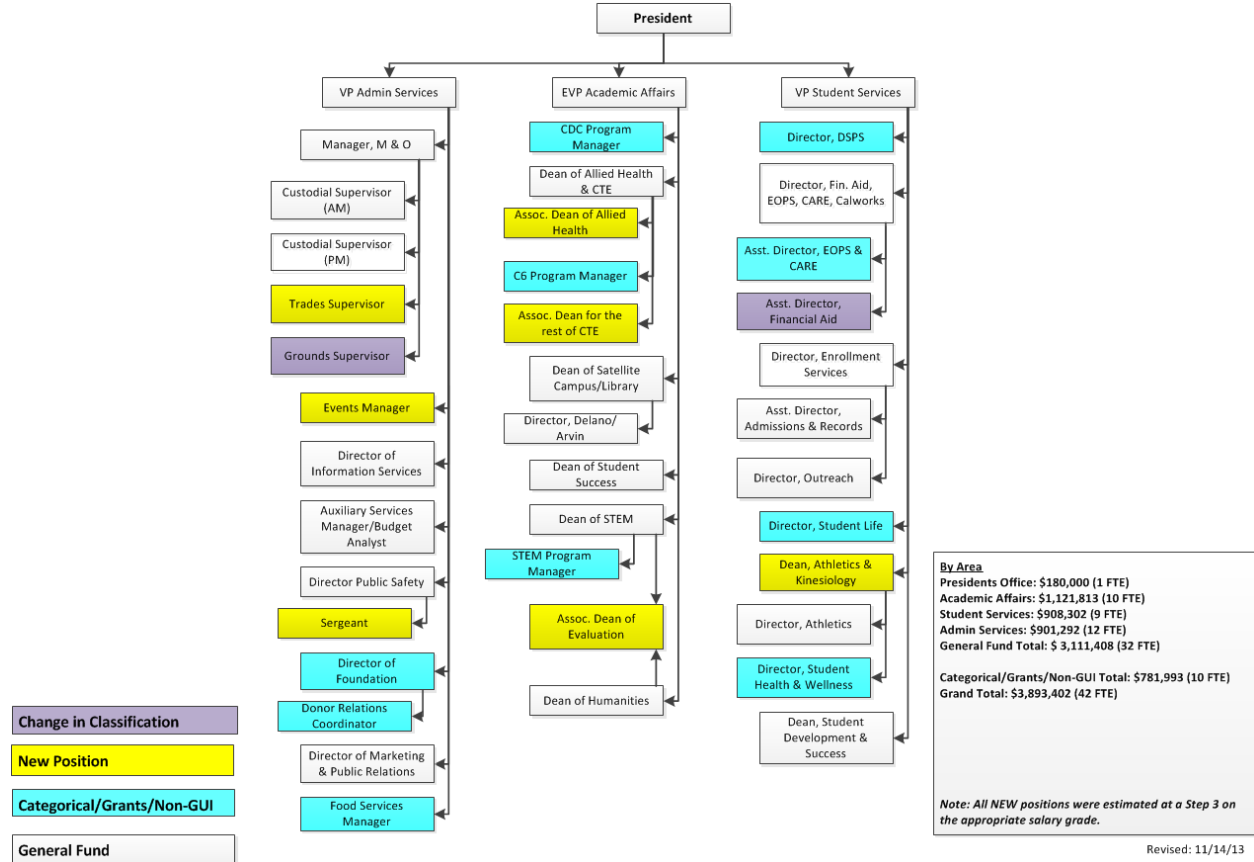 President
VP Admin Services
EVP Academic Affairs
VP Student Services
Manager, M & O
Custodial Supervisor
(AM)
Custodial Supervisor
(PM)
Trades Supervisor
Grounds Supervisor
Events Manager
Director of
Information Services
Auxiliary Services
Manager/Budget
Analyst
Director Public Safety
Sergeant
Director of
Foundation
Donor Relations
Coordinator
Director of Marketing
& Public Relations
Food Services
Manager
CDC Program
Manager
Dean of Allied Health
& CTE
Assoc. Dean of Allied
Health
C6 Program Manager
Assoc. Dean for the
rest of CTE
Dean of Satellite
Campus/Library
Director, Delano/
Arvin
Dean of Student
Success
Dean of STEM
STEM Program
Manager
Assoc. Dean of
Evaluation
Dean of Humanities
Director, DSPS
Director, Fin. Aid,
EOPS, CARE, Calworks
Asst. Director, EOPS &
CARE
Asst. Director,
Financial Aid
Director, Enrollment
Services
Asst. Director,
Admissions & Records
Director, Outreach
Director, Student Life
Dean, Athletics &
Kinesiology
Director, Athletics
Director, Student
Health & Wellness
Dean, Student
Development &
Success
Change in Classification
New Position
Categorical/Grants/Non-GUI
General Fund
By Area
Presidents Office: $180,000 (1 FTE)
Academic Affairs: $1,121,813 (10 FTE)
Student Services: $908,302 (9 FTE)
Admin Services: $901,292 (12 FTE)
General Fund Total: $ 3,111,408 (32 FTE)
Categorical/Grants/Non-GUI Total: $781,993 (10 FTE)
Grand Total: $3,893,402 (42 FTE)
Note: All NEW positions were estimated at a Step 3 on
the appropriate salary grade.
Revised: 11/14/13